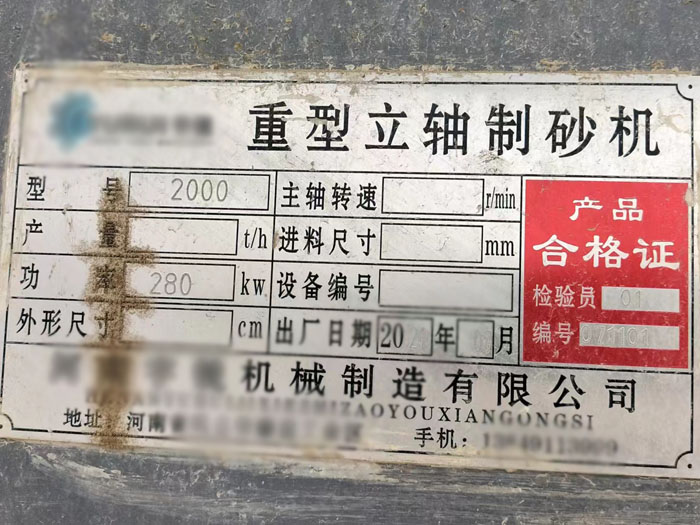 重型立轴制砂机
型号 2000 主轴转速 r/min
产量 t/h 进料尺寸 mm
功率 280 kw 设备编号
外形尺寸 cm 出厂日期 20 年 月
产品
合格证
检验员 01
编号
机械制造有限公司
ZAOYOUXIANGONGSI
地址：河南
手机：